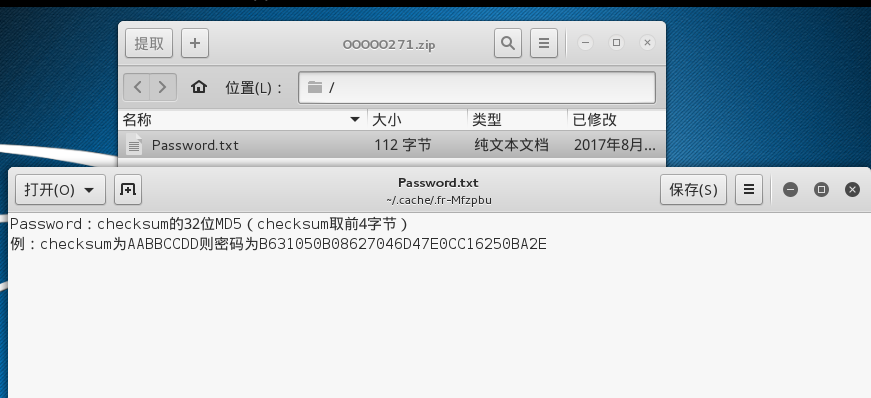 提取
00000271.zip
位置(L)：
/
名称 大小 类型 已修改
Password.txt 112 字节 纯文本文档 2017年8月...
打开(O)
Password.txt
保存(S)
~/.cache/.fr-Mfzpbu
Password：checksum的32位MD5（checksum取前4字节）
例：checksum为AABBCCDD则密码为B631050B08627046D47E0CC16250BA2E